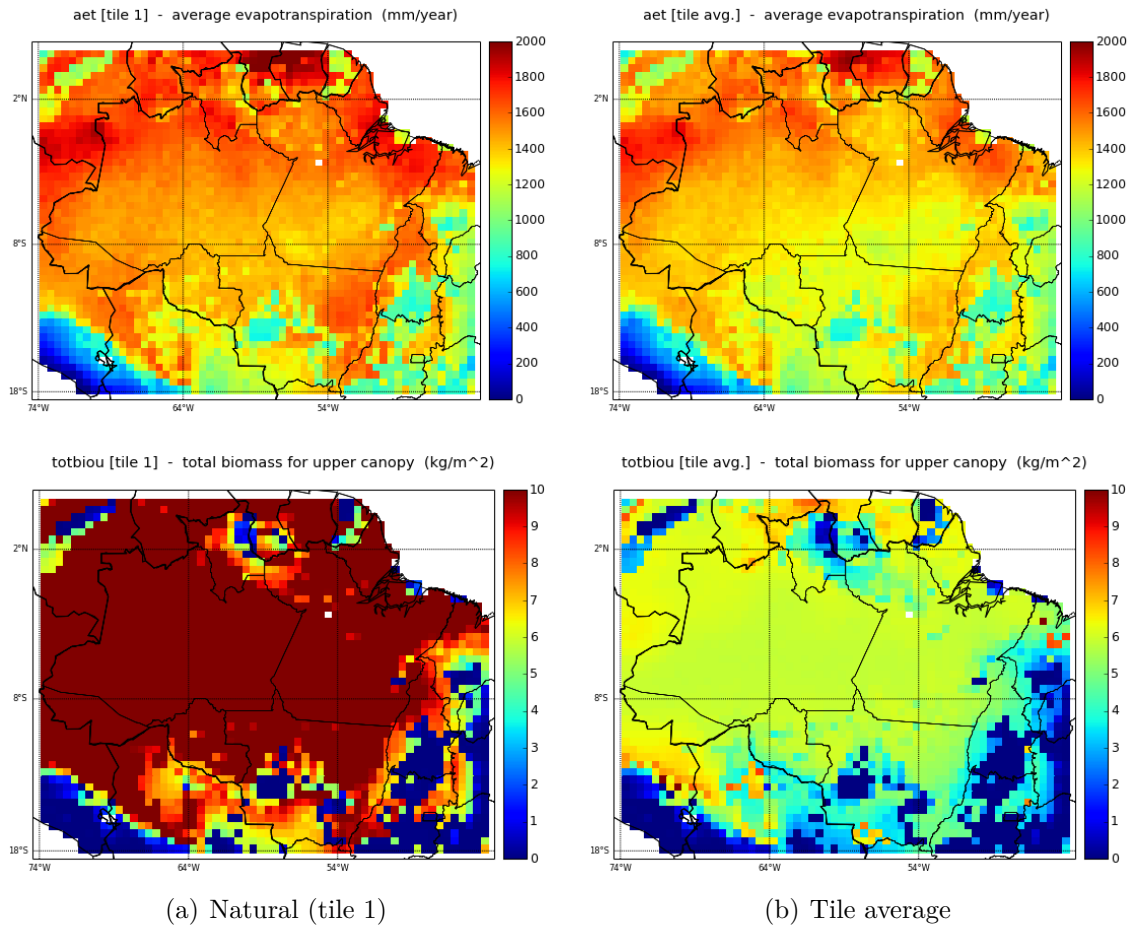 aet [tile 1] - average evapotranspiration (mm/year)
aet [tile avg.] - average evapotranspiration (mm/year)
2°N
8°S
18°S
74°W 64°W 54°W
2000
1800
1600
1400
1200
1000
800
600
400
200
0
2°N
8°S
18°S
74°W 64°W 54°W
2000
1800
1600
1400
1200
1000
800
600
400
200
0
totbiou [tile 1] - total biomass for upper canopy (kg/m^2)
totbiou [tile avg.] - total biomass for upper canopy (kg/m^2)
2°N
8°S
18°S
74°W 64°W 54°W
10
9
8
7
6
5
4
3
2
1
0
2°N
8°S
18°S
74°W 64°W 54°W
10
9
8
7
6
5
4
3
2
1
0
(a) Natural (tile 1)
(b) Tile average